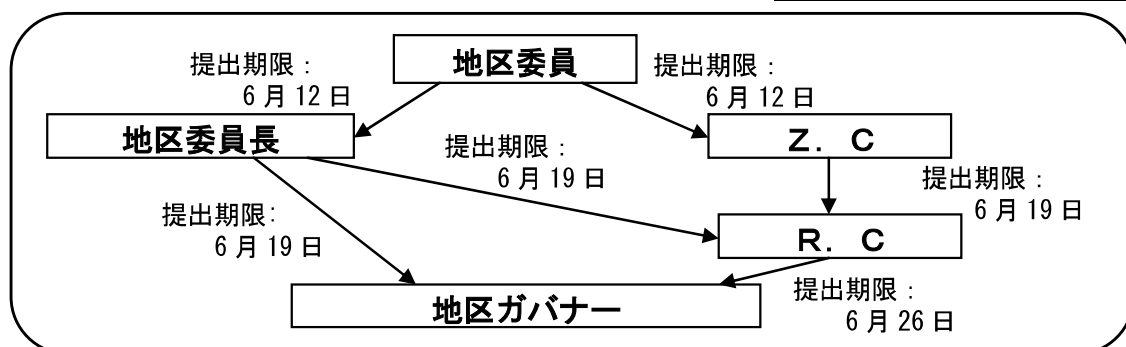 地区委員
提出期限：
6月12日
提出期限：
6月12日
地区委員長
Ｚ．Ｃ
提出期限：
6月19日
提出期限：
6月19日
提出期限：
6月19日
Ｒ．Ｃ
地区ガバナー
提出期限：
6月26日